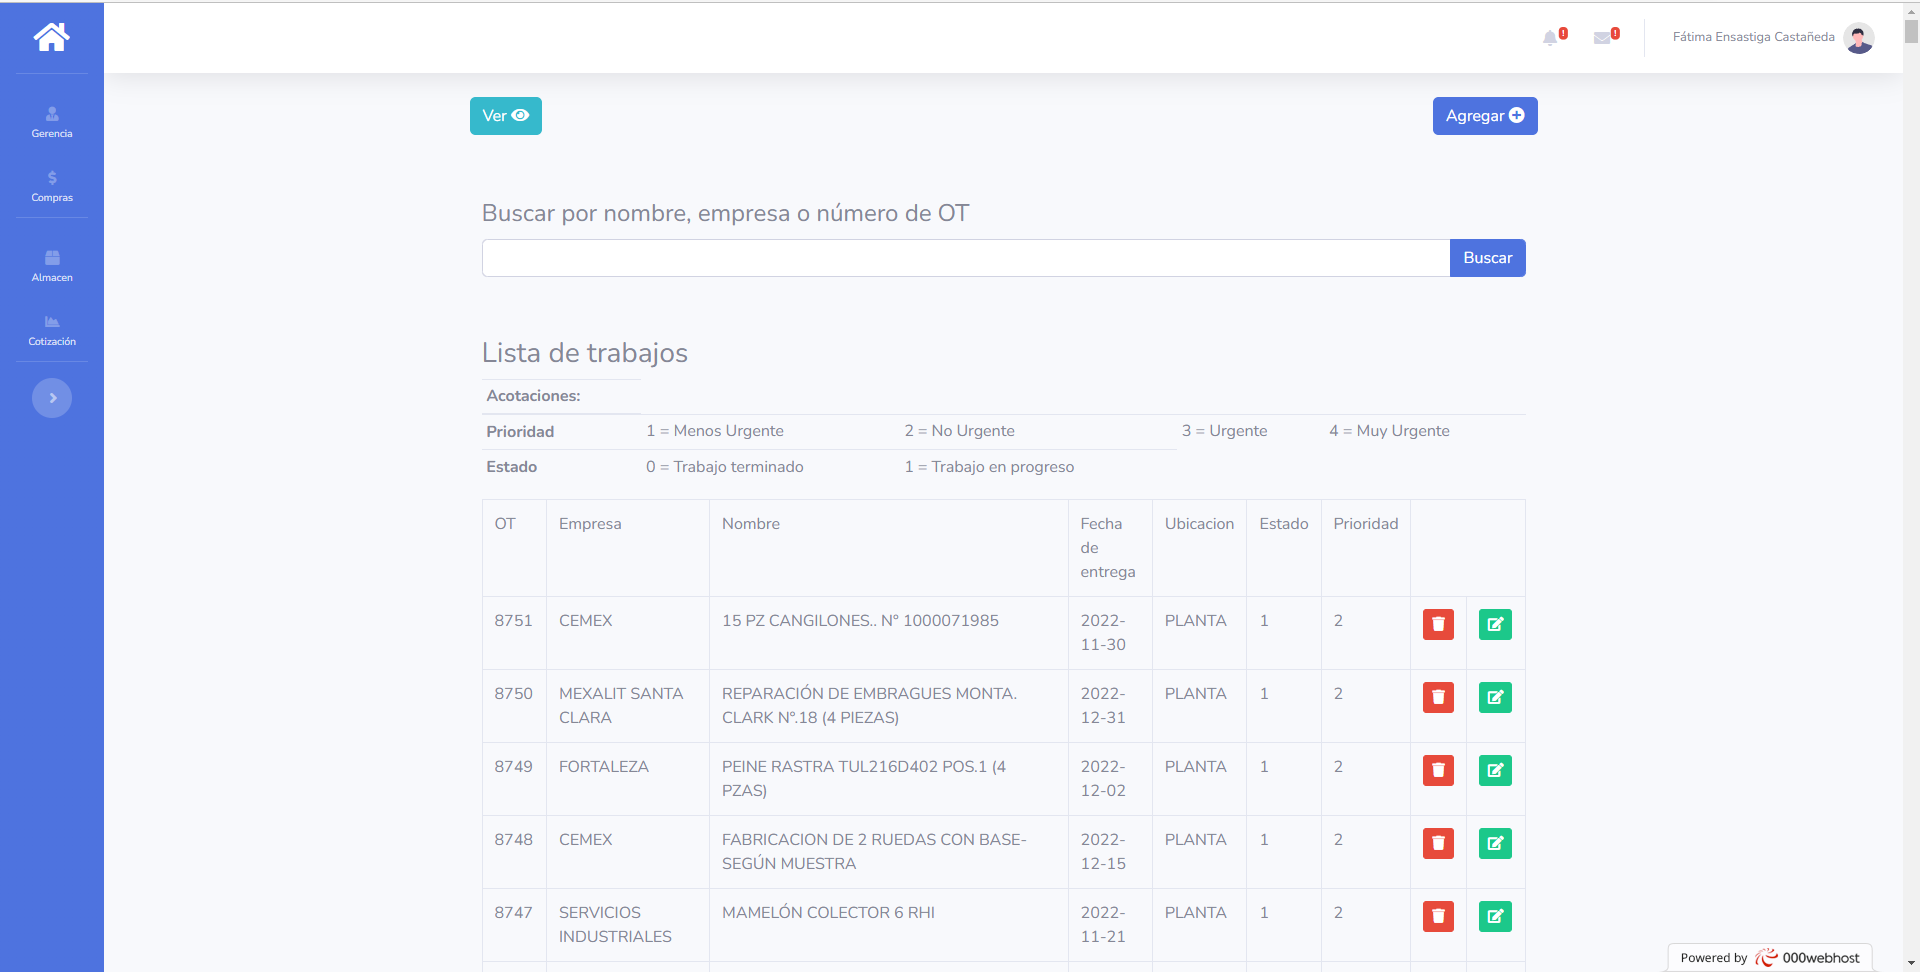 Fátima Ensastiga Castañeda
Gerencia
Compras
Almacen
Cotización
Ver
Agregar
Buscar por nombre, empresa o número de OT
Buscar
Lista de trabajos
Acotaciones:
Prioridad 1 = Menos Urgente 2 = No Urgente 3 = Urgente 4 = Muy Urgente
Estado 0 = Trabajo terminado 1 = Trabajo en progreso
OT Empresa Nombre Fecha Ubicacion Estado Prioridad
de
entrega
8751 CEMEX 15 PZ CANGILONES.. N° 1000071985 2022- PLANTA 1 2
11-30
8750 MEXALIT SANTA REPARACIÓN DE EMBRAGUES MONTA. 2022- PLANTA 1 2
CLARA CLARK N°.18 (4 PIEZAS) 12-31
8749 FORTALEZA PEINE RASTRA TUL216D402 POS.1 (4 2022- PLANTA 1 2
PZAS) 12-02
8748 CEMEX FABRICACION DE 2 RUEDAS CON BASE- 2022- PLANTA 1 2
SEGÚN MUESTRA 12-15
8747 SERVICIOS MAMELÓN COLECTOR 6 RHI 2022- PLANTA 1 2
INDUSTRIALES 11-21
Powered by 000webhost